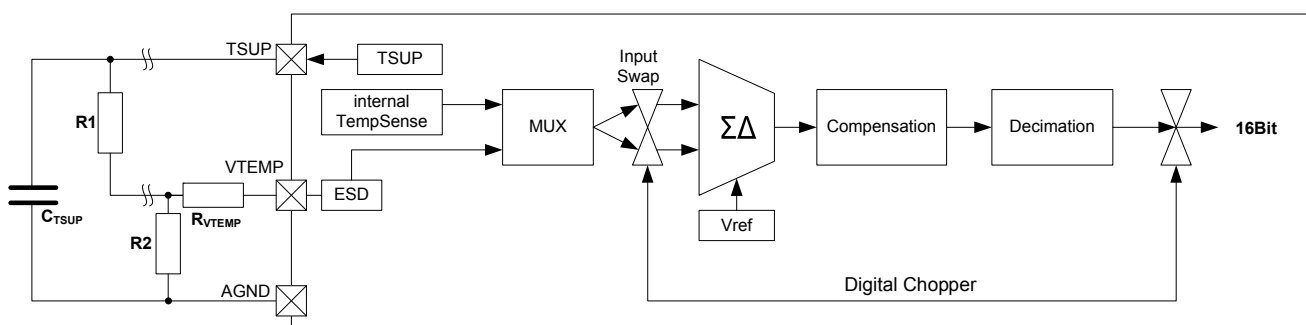 TSUP
TSUP
Input
Swap
R1
internal
TempSense
MUX
ΣΔ
Compensation
Decimation
16Bit
VTEMP
ESD
CTSUP
R2
RVTEMP
Vref
AGND
Digital Chopper